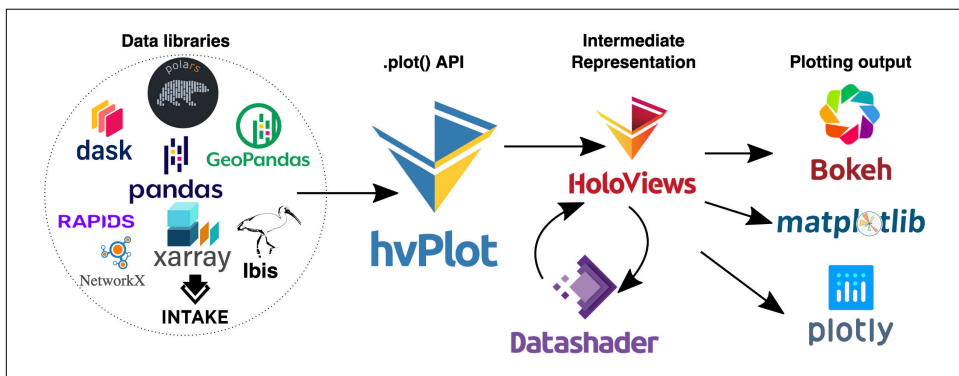 Data libraries
polars
dask
GeoPandas
pandas
RAPIDS
NetworkX
xarray
Ibis
INTAKE
.plot() API
hvPlot
Intermediate
Representation
HoloViews
Datashader
Plotting output
Bokeh
matplotlib
plotly